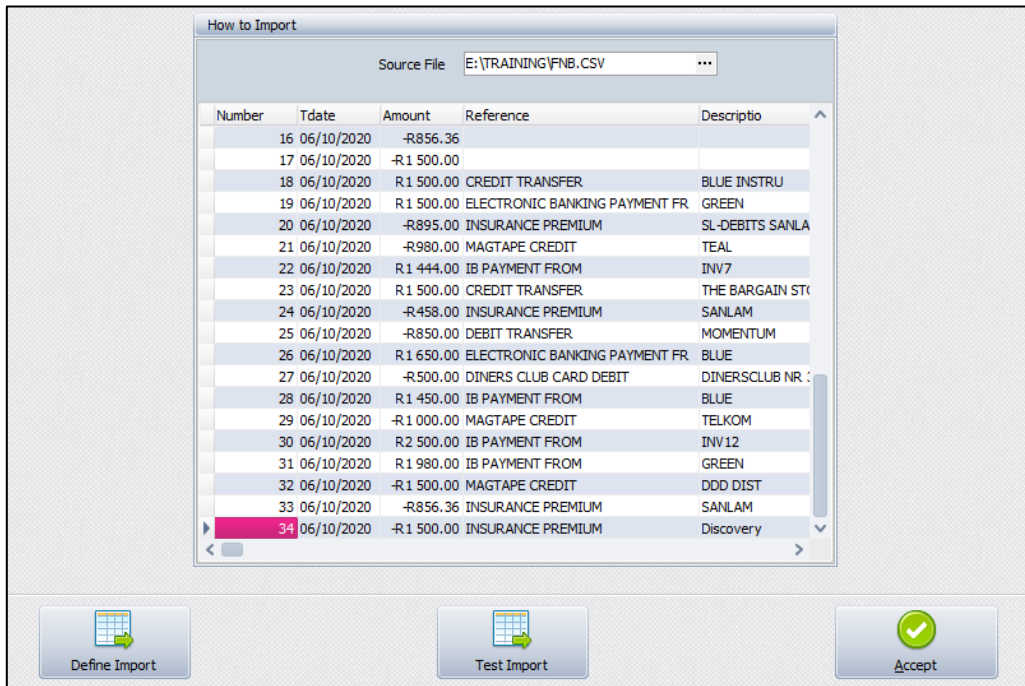 How to Import
Source File E:\TRAINING\FNB.CSV ...
Number Tdate Amount Reference Descriptio
16 06/10/2020 -R856.36
17 06/10/2020 -R1 500.00
18 06/10/2020 R1 500.00 CREDIT TRANSFER BLUE INSTRU
19 06/10/2020 R1 500.00 ELECTRONIC BANKING PAYMENT FR GREEN
20 06/10/2020 -R895.00 INSURANCE PREMIUM SL-DEBITS SANLA
21 06/10/2020 -R980.00 MAGTAPE CREDIT TEAL
22 06/10/2020 R1 444.00 IB PAYMENT FROM INV7
23 06/10/2020 R1 500.00 CREDIT TRANSFER THE BARGAIN STO
24 06/10/2020 -R458.00 INSURANCE PREMIUM SANLAM
25 06/10/2020 -R850.00 DEBIT TRANSFER MOMENTUM
26 06/10/2020 R1 650.00 ELECTRONIC BANKING PAYMENT FR BLUE
27 06/10/2020 -R500.00 DINERS CLUB CARD DEBIT DINERSCLUB NR
28 06/10/2020 R1 450.00 IB PAYMENT FROM BLUE
29 06/10/2020 -R1 000.00 MAGTAPE CREDIT TELKOM
30 06/10/2020 R2 500.00 IB PAYMENT FROM INV12
31 06/10/2020 R1 980.00 IB PAYMENT FROM GREEN
32 06/10/2020 -R1 500.00 MAGTAPE CREDIT DDD DIST
33 06/10/2020 -R856.36 INSURANCE PREMIUM SANLAM
34 06/10/2020 -R1 500.00 INSURANCE PREMIUM Discovery
Define Import Test Import Accept